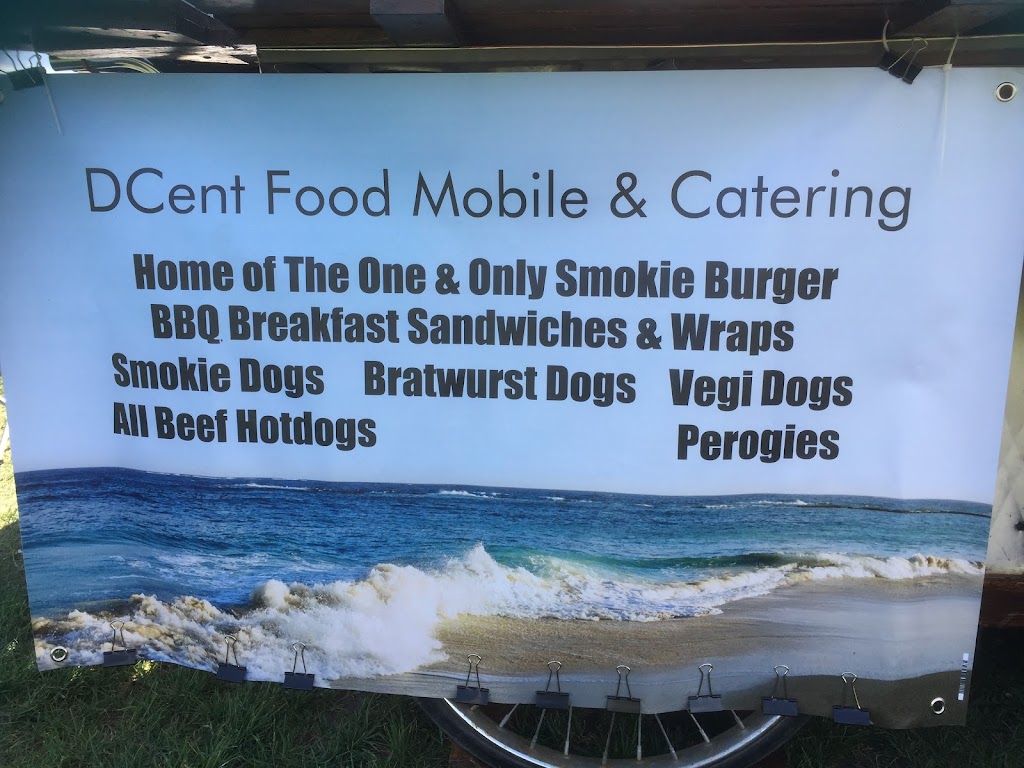 DCent Food Mobile & Catering
Home of The One & Only Smokie Burger
BBQ Breakfast Sandwiches & Wraps
Smokie Dogs Bratwurst Dogs Vegi Dogs
All Beef Hotdogs Perogies